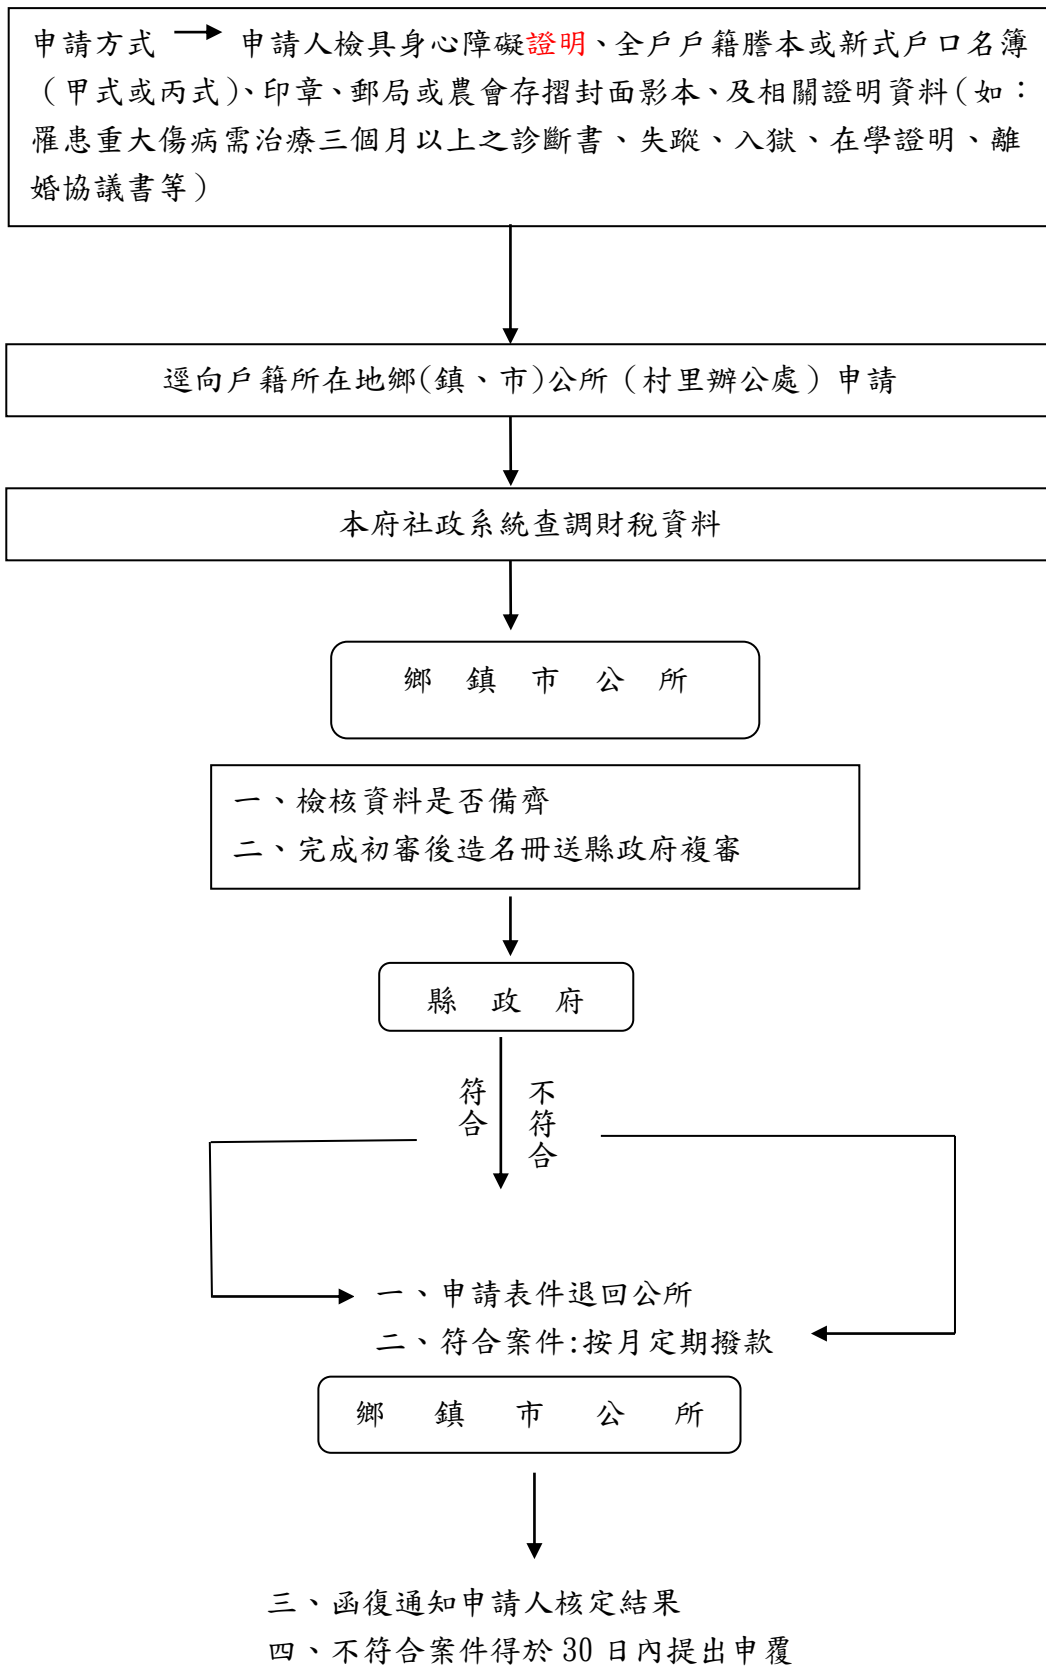 申請方式 → 申請人檢具身心障礙證明、全戶戶籍謄本或新式戶口名簿
（甲式或丙式）、印章、郵局或農會存摺封面影本、及相關證明資料（如：
罹患重大傷病需治療三個月以上之診斷書、失蹤、入獄、在學證明、離
婚協議書等）
逕向戶籍所在地鄉(鎮、市)公所（村里辦公處）申請
本府社政系統查調財稅資料
鄉 鎮 市 公 所
一、檢核資料是否備齊
二、完成初審後造名冊送縣政府複審
縣 政 府
符合
不符合
一、申請表件退回公所
二、符合案件:按月定期撥款
鄉 鎮 市 公 所
三、函復通知申請人核定結果
四、不符合案件得於 30 日內提出申覆